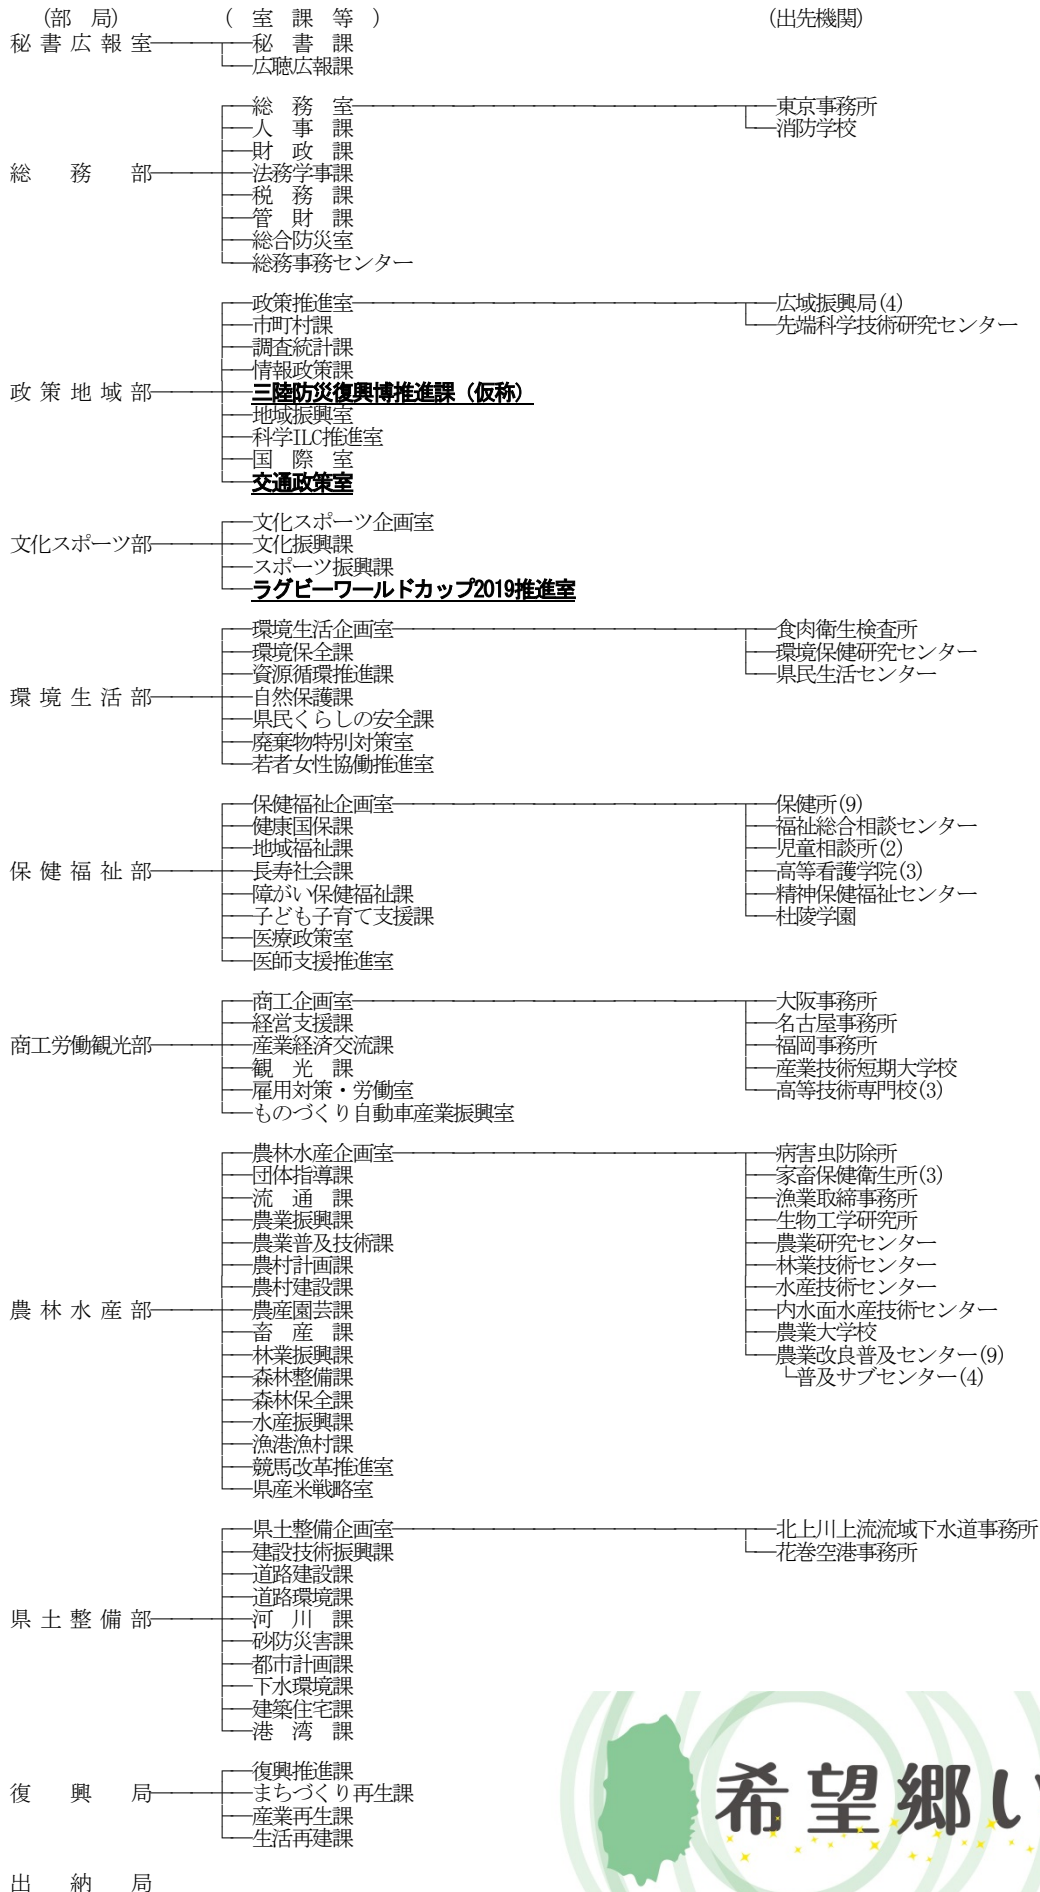 (部　局) ( 室 課 等 ) (出先機関)
秘書広報室 秘書課
広聴広報課
総務室 東京事務所
人事課 消防学校
財政課
総務部 法務学事課
税務課
管財課
総合防災室
総務事務センター
政策推進室 広域振興局(4)
市町村課 先端科学技術研究センター
調査統計課
情報政策課
政策地域部 三陸防災復興博推進課（仮称）
地域振興室
科学ILC推進室
国際室
交通政策室
文化スポーツ企画室
文化スポーツ部 文化振興課
スポーツ振興課
ラグビーワールドカップ2019推進室
環境生活企画室 食肉衛生検査所
環境保全課 環境保健研究センター
資源循環推進課 県民生活センター
環境生活部 自然保護課
県民くらしの安全課
廃棄物特別対策室
若者女性協働推進室
保健福祉企画室 保健所(9)
健康国保課 福祉総合相談センター
地域福祉課 児童相談所(2)
保健福祉部 長寿社会課 高等看護学院(3)
障がい保健福祉課 精神保健福祉センター
子ども子育て支援課 杜陵学園
医療政策室
医師支援推進室
商工企画室 大阪事務所
経営支援課 名古屋事務所
商工労働観光部 産業経済交流課 福岡事務所
観光課 産業技術短期大学校
雇用対策・労働室 高等技術専門校(3)
ものづくり自動車産業振興室
農林水産企画室 病害虫防除所
団体指導課 家畜保健衛生所(3)
流通課 漁業取締事務所
農業振興課 生物工学研究所
農業普及技術課 農業研究センター
農村計画課 林業技術センター
農村建設課 水産技術センター
農林水産部 農産園芸課 内水面水産技術センター
畜産課 農業大学校
林業振興課 農業改良普及センター(9)
森林整備課 普及サブセンター(4)
森林保全課
水産振興課
漁港漁村課
競馬改革推進室
県産米戦略室
県土整備企画室 北上川上流流域下水道事務所
建設技術振興課 花巻空港事務所
道路建設課
道路環境課
県土整備部 河川課
砂防災害課
都市計画課
下水環境課
建築住宅課
港湾課
復興推進課
復興局 まちづくり再生課
産業再生課
生活再建課
出納局
希望郷い